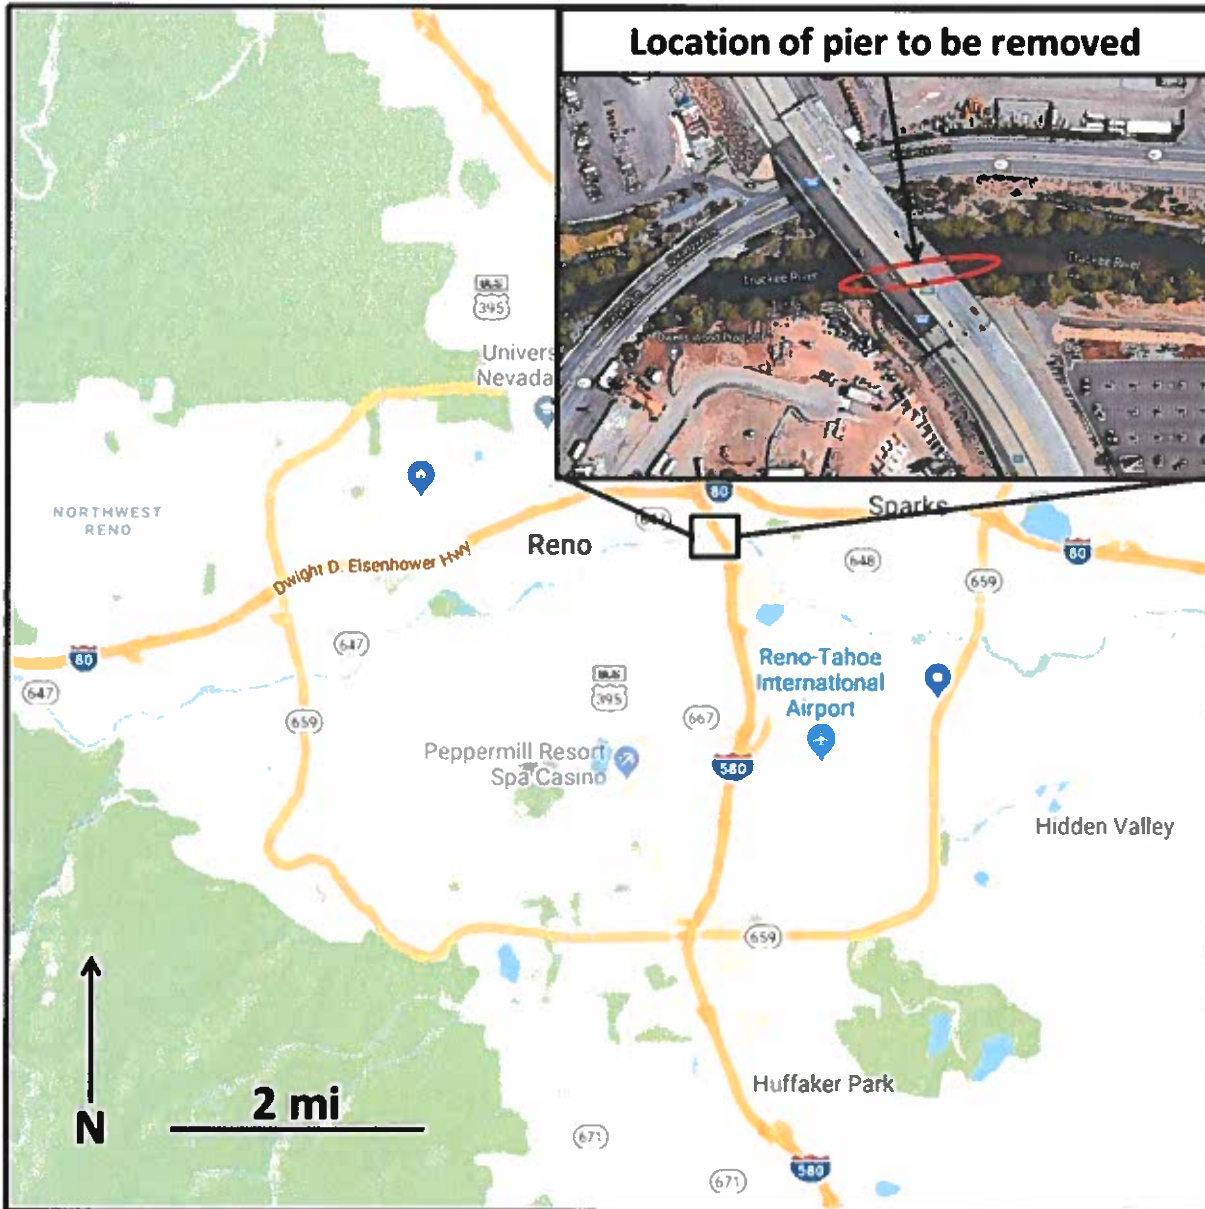 Location of pier to be removed
Truckee River
Truckee River
US
395
Univers
Nevada
80
Sparks
NORTHWEST
RENO
Reno
Dwight D. Eisenhower Hwy
648
80
659
647
80
647
Reno-Tahoe
International
Airport
US
395
659
667
Peppermill Resort
Spa Casino
580
Hidden Valley
659
Huffaker Park
2 mi
N
671
580
671